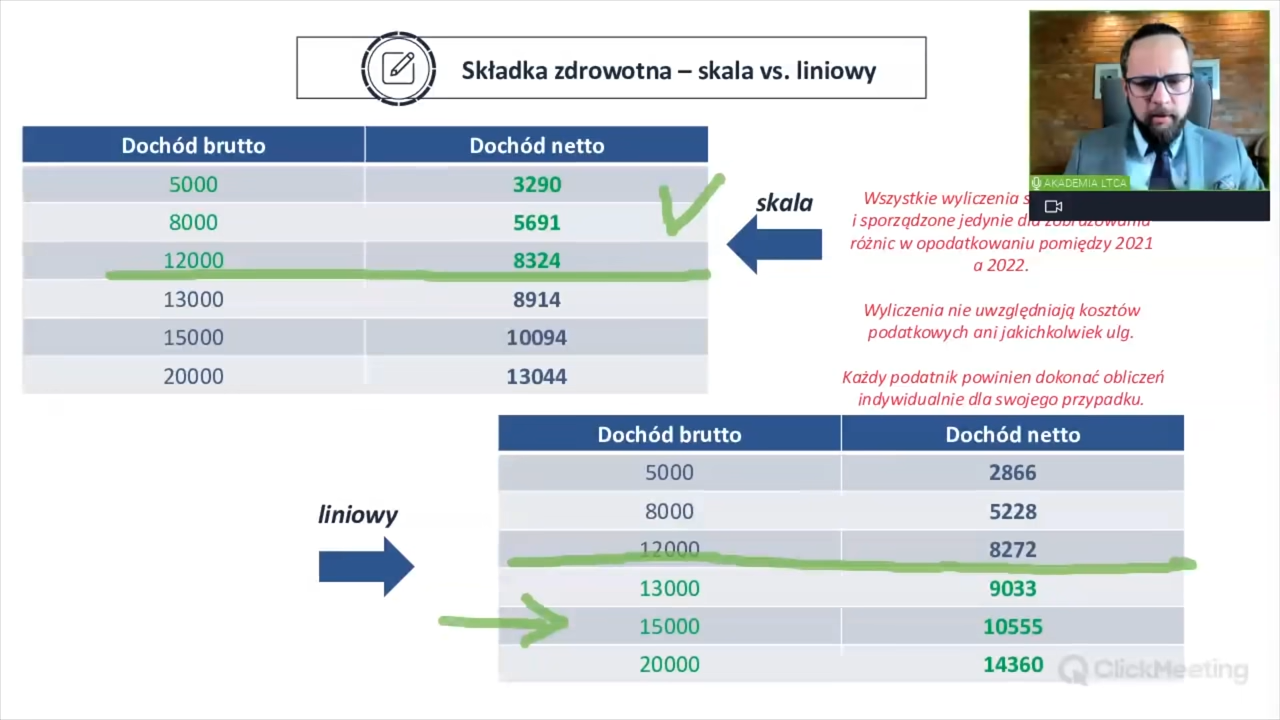 Składka zdrowotna – skala vs. liniowy
Dochód brutto Dochód netto
5000 3290
8000 5691
12000 8324
13000 8914
15000 10094
20000 13044
skala
AKADEMIA LTCA
Wszystkie wyliczenia
i sporządzone jedynie dla zobrazowania
różnic w opodatkowaniu pomiędzy 2021
a 2022.
Wyliczenia nie uwzględniają kosztów
podatkowych ani jakichkolwiek ulg.
Każdy podatnik powinien dokonać obliczeń
indywidualnie dla swojego przypadku.
liniowy
Dochód brutto Dochód netto
5000 2866
8000 5228
12000 8272
13000 9033
15000 10555
20000 14360
ClickMeeting